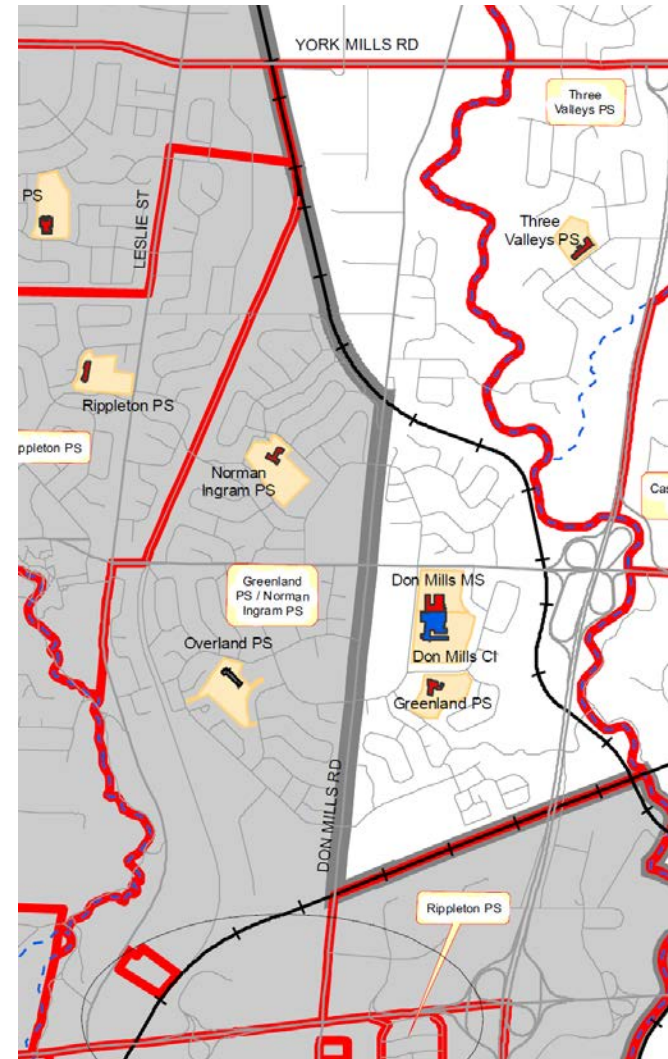 YORK MILLS RD
Three
Valleys PS
PS
LESLIE ST
Three
Valleys PS
Rippleton PS
ppleton PS
Norman
Ingram PS
Cas
Greenland
PS / Norman
Ingram PS
Don Mills MS
Overland PS
Don Mills CI
Greenland PS
DON MILLS RD
Rippleton PS